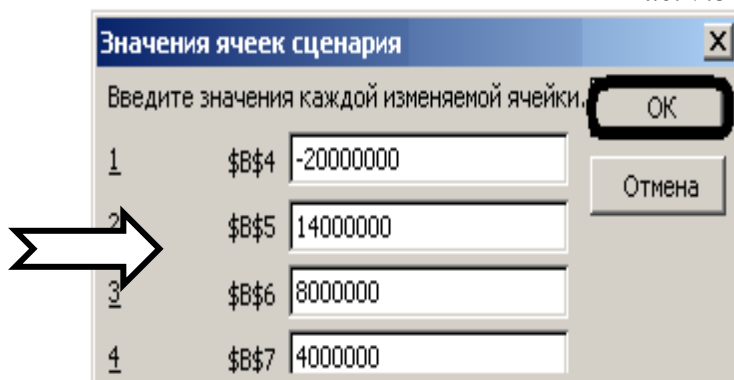 Значения ячеек сценария
Введите значения каждой изменяемой ячейки.
OK
1 $B$4 -20000000
Отмена
2 $B$5 14000000
3 $B$6 8000000
4 $B$7 4000000